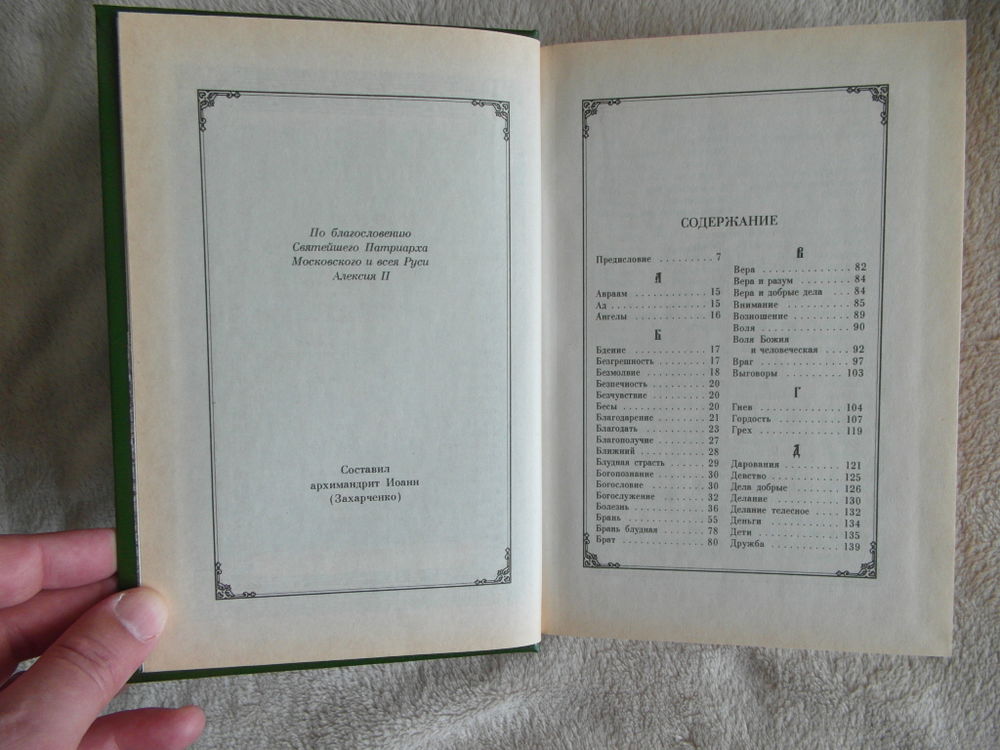 По благословению
Святейшего Патриарха
Московского и всея Руси
Алексия II
Составил
архимандрит Иоанн
(Захарченко)
СОДЕРЖАНИЕ
Предисловие . . . . . . . . . 7
А
Авраам . . . . . . . . . . . . 15
Ад . . . . . . . . . . . . 15
Ангелы . . . . . . . . . . . . 16
Б
Бдение . . . . . . . . . . . . 17
Безгрешность . . . . . . . . . 17
Безмолвие . . . . . . . . . . 18
Безпечность . . . . . . . . . 20
Безчувствие . . . . . . . . . 20
Бесы . . . . . . . . . . . . 20
Благодарение . . . . . . . . . 21
Благодать . . . . . . . . . . 23
Благополучие . . . . . . . . . 27
Ближний . . . . . . . . . . . 28
Блудная страсть . . . . . . 29
Богопознание . . . . . . . . . 30
Богословие . . . . . . . . . . 30
Богослужение . . . . . . . . . 32
Болезнь . . . . . . . . . . . 36
Брань . . . . . . . . . . . . 55
Брань блудная . . . . . . . . 78
Брат . . . . . . . . . . . . 80
В
Вера . . . . . . . . . . . . 82
Вера и разум . . . . . . . . 84
Вера и добрые дела . . . 84
Внимание . . . . . . . . . . 85
Возношение . . . . . . . . . 89
Воля . . . . . . . . . . . . 90
Воля Божия
и человеческая . . . . 92
Враг . . . . . . . . . . . . 97
Выговоры . . . . . . . . . . 103
Г
Гнев . . . . . . . . . . . . 104
Гордость . . . . . . . . . . 107
Грех . . . . . . . . . . . . 119
Д
Дарования . . . . . . . . . . 121
Девство . . . . . . . . . . . 125
Дела добрые . . . . . . . . 126
Делание . . . . . . . . . . . 130
Делание телесное . . . . 132
Деньги . . . . . . . . . . . 134
Дети . . . . . . . . . . . . 135
Дружба . . . . . . . . . . . 139